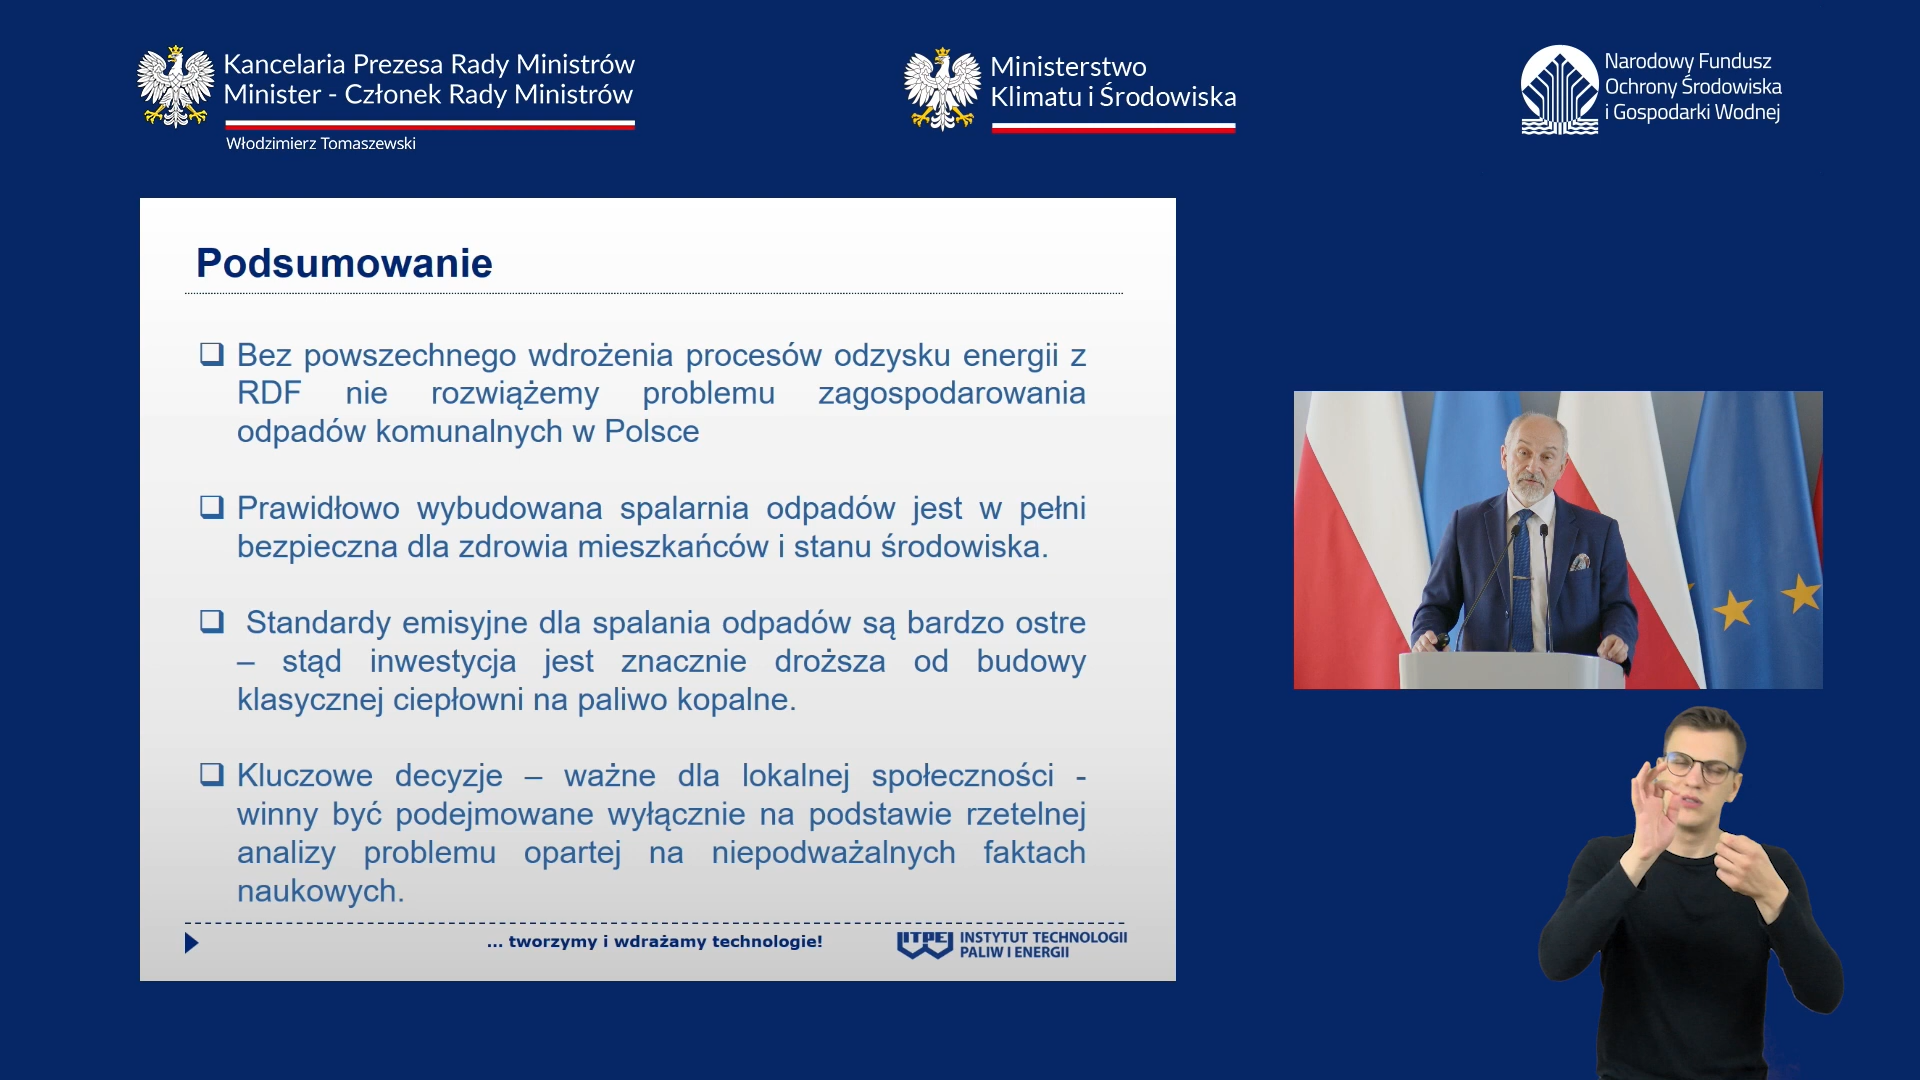 Kancelaria Prezesa Rady Ministrów
Minister - Członek Rady Ministrów
Włodzimierz Tomaszewski
Ministerstwo
Klimatu i Środowiska
Narodowy Fundusz
Ochrony Środowiska
i Gospodarki Wodnej
Podsumowanie
Bez powszechnego wdrożenia procesów odzysku energii z
RDF nie rozwiążemy problemu zagospodarowania
odpadów komunalnych w Polsce
Prawidłowo wybudowana spalarnia odpadów jest w pełni
bezpieczna dla zdrowia mieszkańców i stanu środowiska.
Standardy emisyjne dla spalania odpadów są bardzo ostre
– stąd inwestycja jest znacznie droższa od budowy
klasycznej ciepłowni na paliwo kopalne.
Kluczowe decyzje – ważne dla lokalnej społeczności -
winny być podejmowane wyłącznie na podstawie rzetelnej
analizy problemu opartej na niepodważalnych faktach
naukowych.
... tworzymy i wdrażamy technologie!
ITPE
INSTYTUT TECHNOLOGII
PALIW I ENERGII